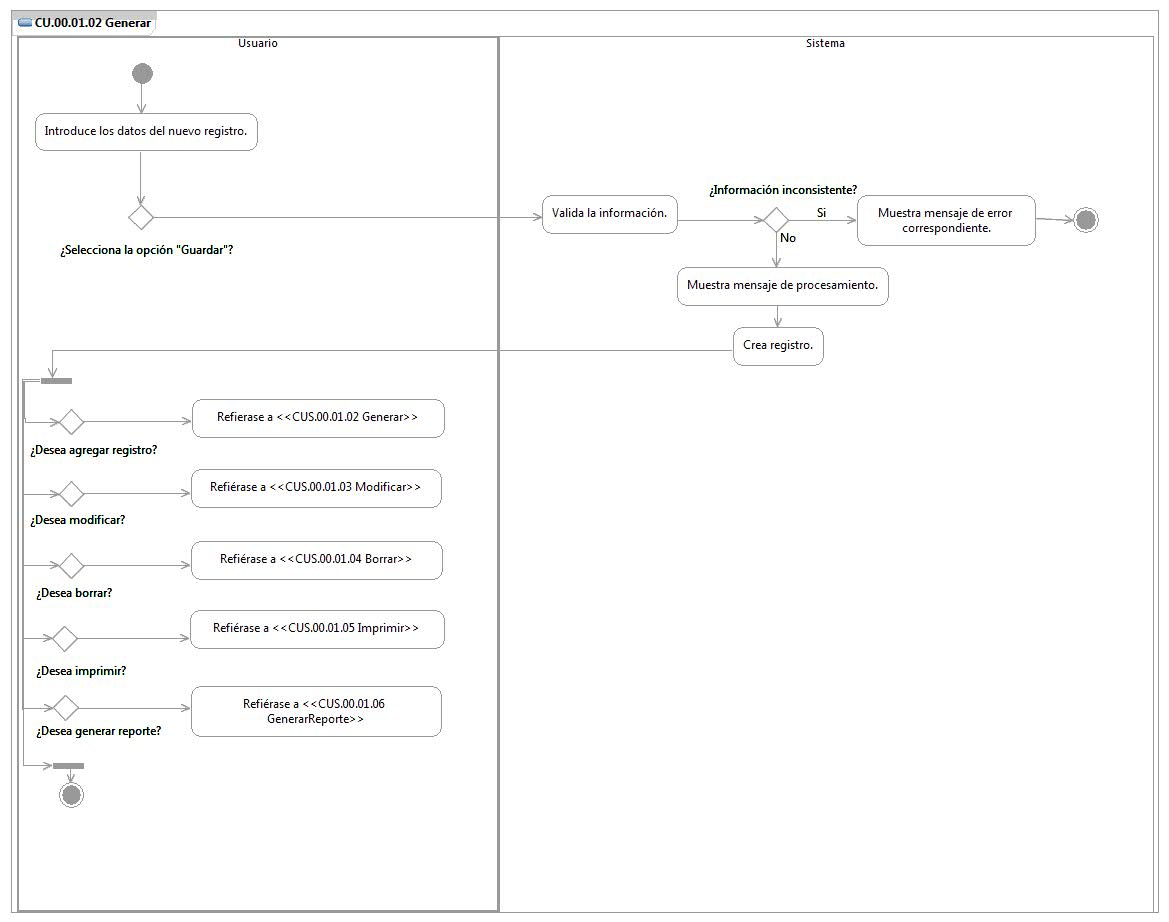 CU.00.01.02 Generar
Usuario
Sistema
Introduce los datos del nuevo registro.
¿Selecciona la opción "Guardar"?
Valida la información.
¿Información inconsistente?
Si
No
Muestra mensaje de error
correspondiente.
Muestra mensaje de procesamiento.
Crea registro.
Refierase a <<CUS.00.01.02 Generar>>
¿Desea agregar registro?
Refiérase a <<CUS.00.01.03 Modificar>>
¿Desea modificar?
Refiérase a <<CUS.00.01.04 Borrar>>
¿Desea borrar?
Refiérase a <<CUS.00.01.05 Imprimir>>
¿Desea imprimir?
Refiérase a <<CUS.00.01.06
GenerarReporte>>
¿Desea generar reporte?